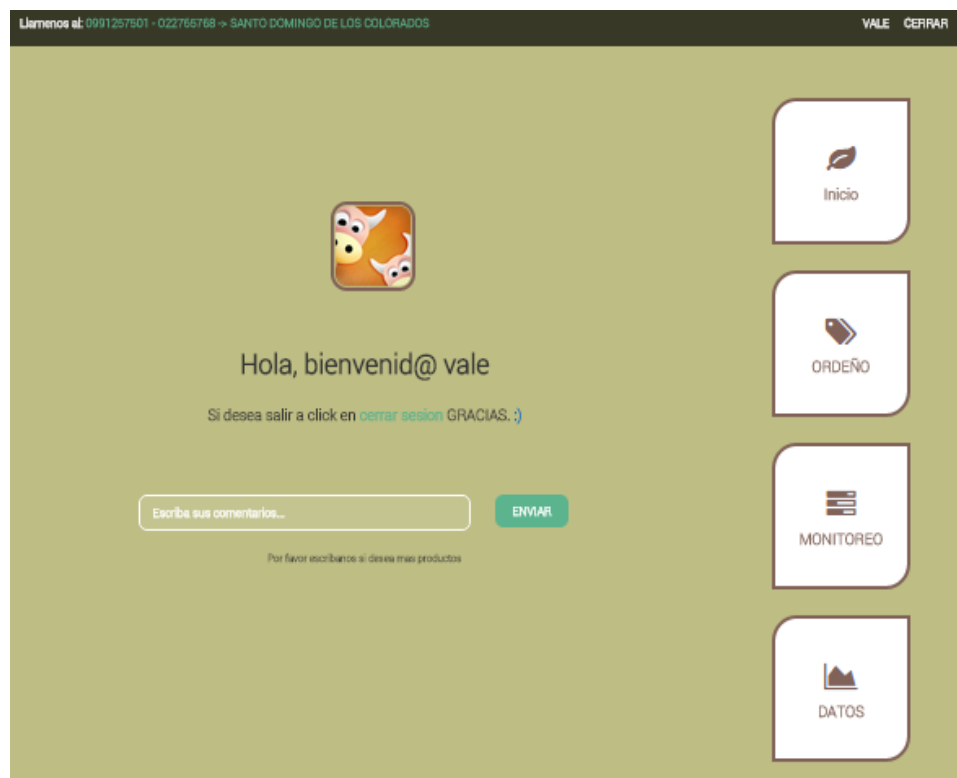 Llamenos al: 0991257501 - 022765768 -> SANTO DOMINGO DE LOS COLORADOS
VALE CERRAR
Inicio
ORDEÑO
MONITOREO
DATOS
Hola, bienvenid@ vale
Si desea salir a click en cerrar sesion GRACIAS. :)
Escriba sus comentarios...
ENVIAR
Por favor escribanos si desea mas productos